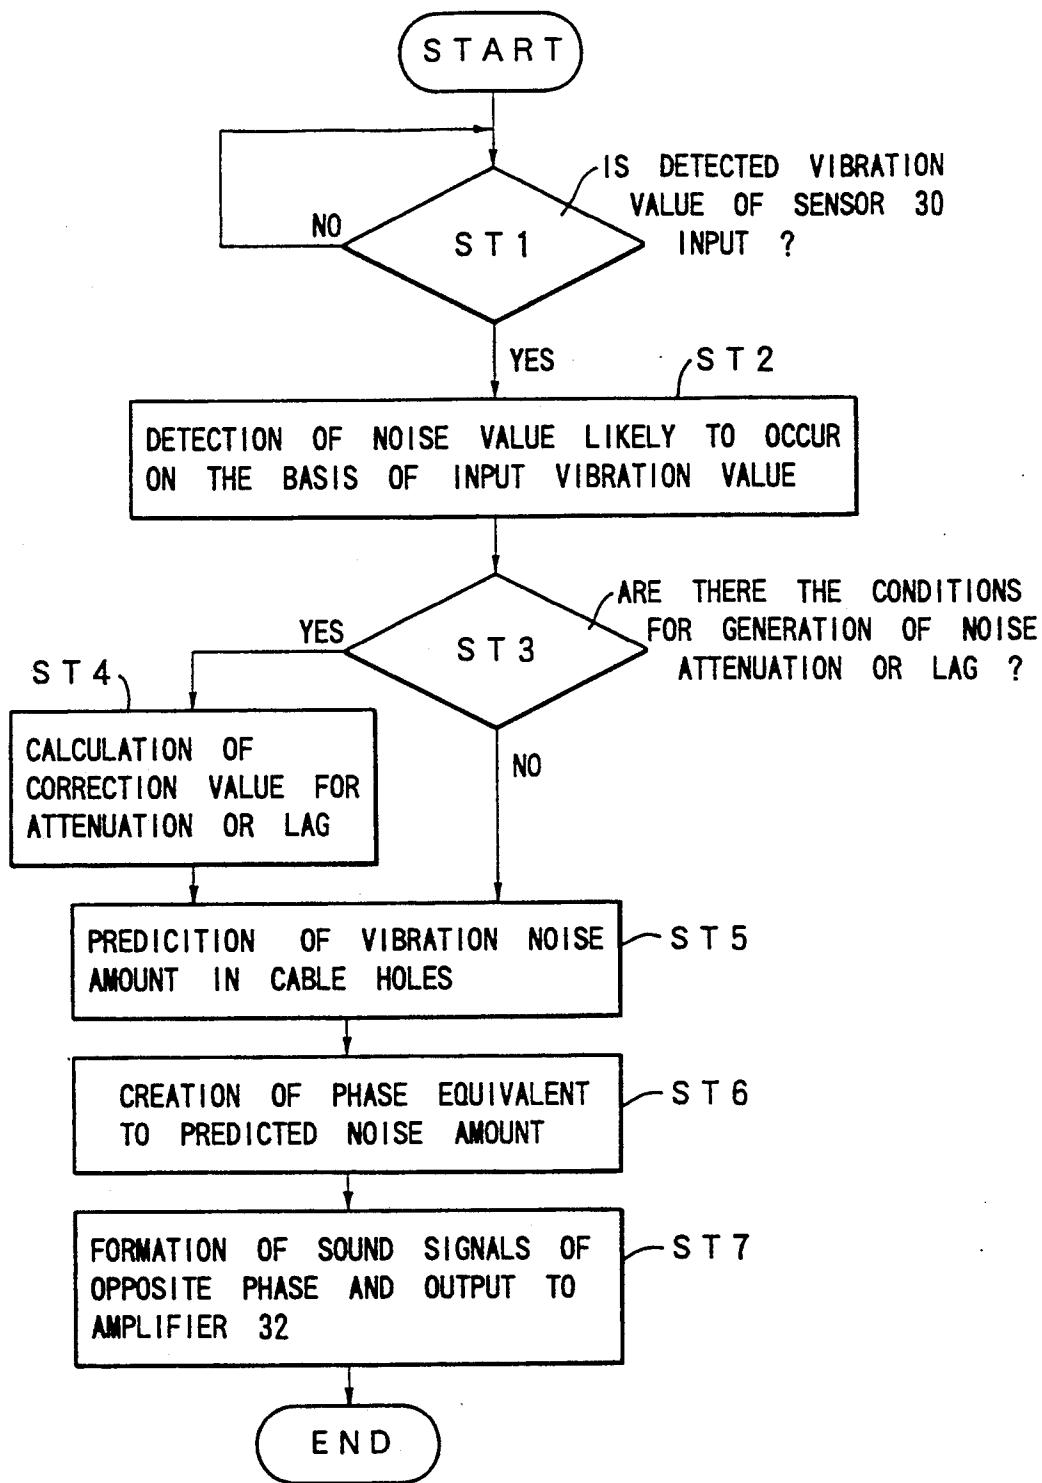 START
IS DETECTED VIBRATION
VALUE OF SENSOR 30
INPUT ?
NO
ST1
YES
ST2
DETECTION OF NOISE VALUE LIKELY TO OCCUR
ON THE BASIS OF INPUT VIBRATION VALUE
ARE THERE THE CONDITIONS
FOR GENERATION OF NOISE
ATTENUATION OR LAG ?
YES
ST3
ST4
CALCULATION OF
CORRECTION VALUE FOR
ATTENUATION OR LAG
NO
PREDICITION OF VIBRATION NOISE
AMOUNT IN CABLE HOLES
ST5
CREATION OF PHASE EQUIVALENT
TO PREDICTED NOISE AMOUNT
ST6
FORMATION OF SOUND SIGNALS OF
OPPOSITE PHASE AND OUTPUT TO
AMPLIFIER 32
ST7
END